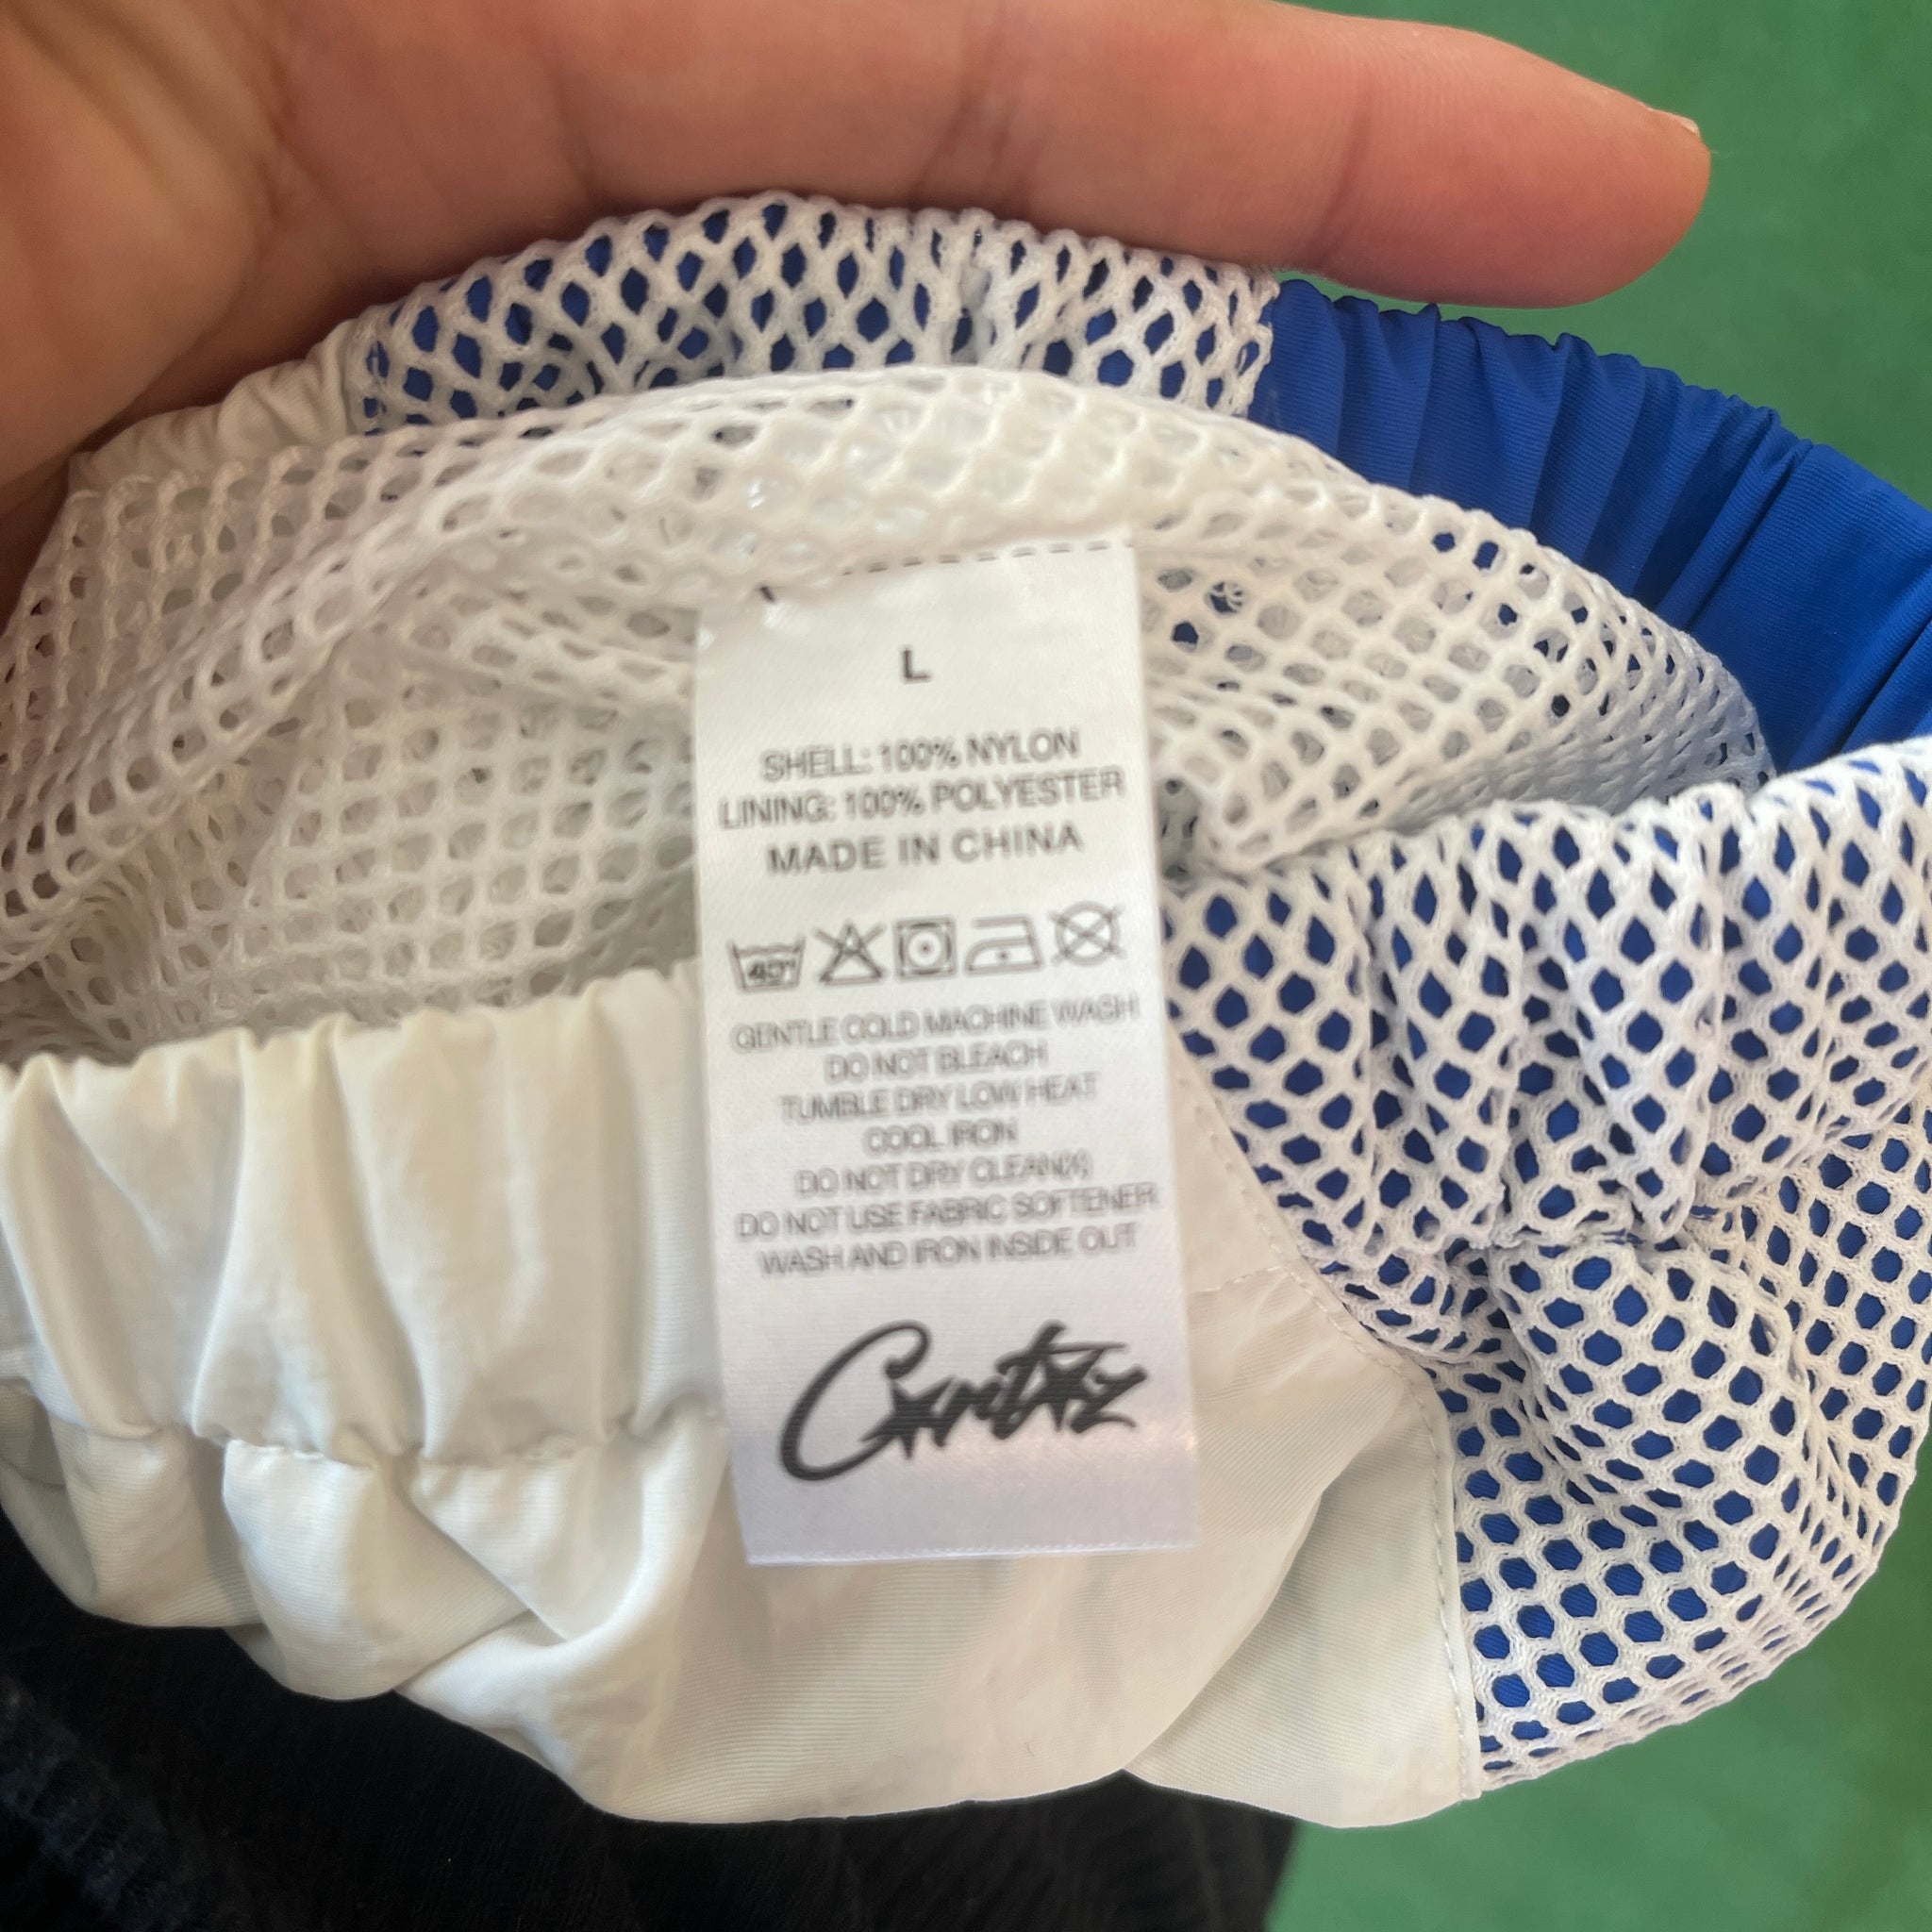 L
SHELL: 100% NYLON
LINING: 100% POLYESTER
MADE IN CHINA
40°
GENTLE COLD MACHINE WASH
DO NOT BLEACH
TUMBLE DRY LOW HEAT
COOL IRON
DO NOT DRY CLEAN(X)
DO NOT USE FABRIC SOFTENER
WASH AND IRON INSIDE OUT
Crtz